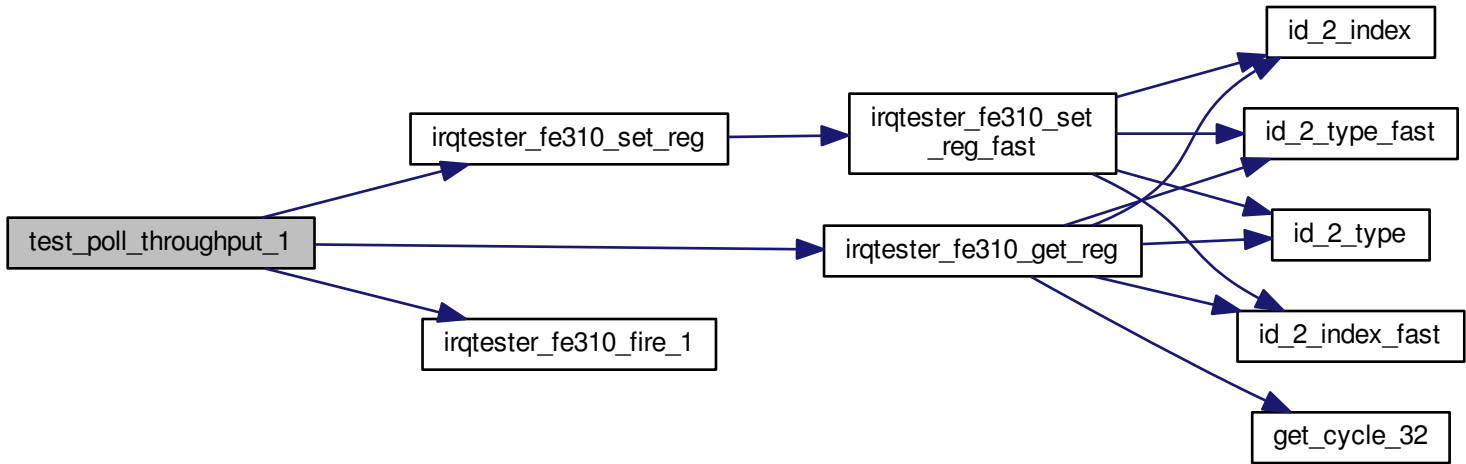 id_2_index
irqtester_fe310_set_reg
irqtester_fe310_set
_reg_fast
id_2_type_fast
test_poll_throughput_1
irqtester_fe310_get_reg
id_2_type
irqtester_fe310_fire_1
id_2_index_fast
get_cycle_32